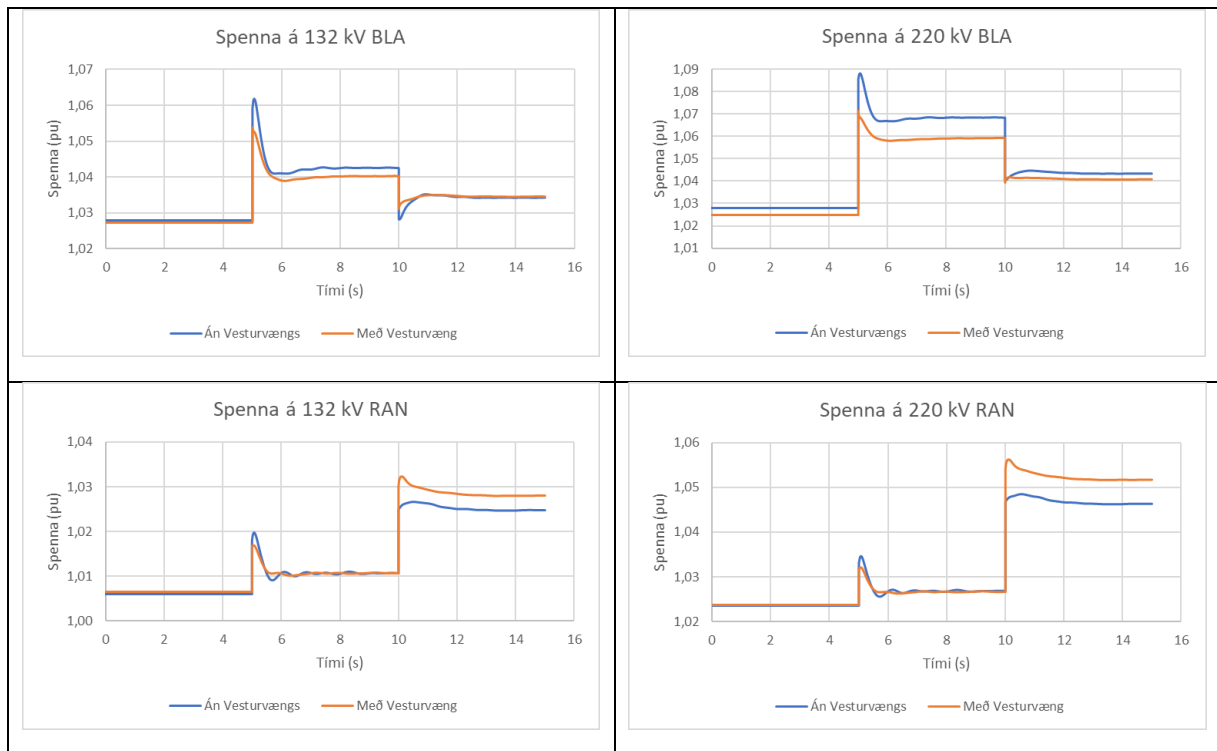 Spenna á 132 kV BLA
1,07
1,06
1,05
1,04
1,03
1,02
Spenna (pu)
0 2 4 6 8 10 12 14 16
Tími (s)
Án Vesturvængs Með Vesturvæng
Spenna á 220 kV BLA
1,09
1,08
1,07
1,06
1,05
1,04
1,03
1,02
1,01
Spenna (pu)
0 2 4 6 8 10 12 14 16
Tími (s)
Án Vesturvængs Með Vesturvæng
Spenna á 132 kV RAN
1,04
1,03
1,02
1,01
1,00
Spenna (pu)
0 2 4 6 8 10 12 14 16
Tími (s)
Án Vesturvængs Með Vesturvæng
Spenna á 220 kV RAN
1,06
1,05
1,04
1,03
1,02
Spenna (pu)
0 2 4 6 8 10 12 14 16
Tími (s)
Án Vesturvængs Með Vesturvæng